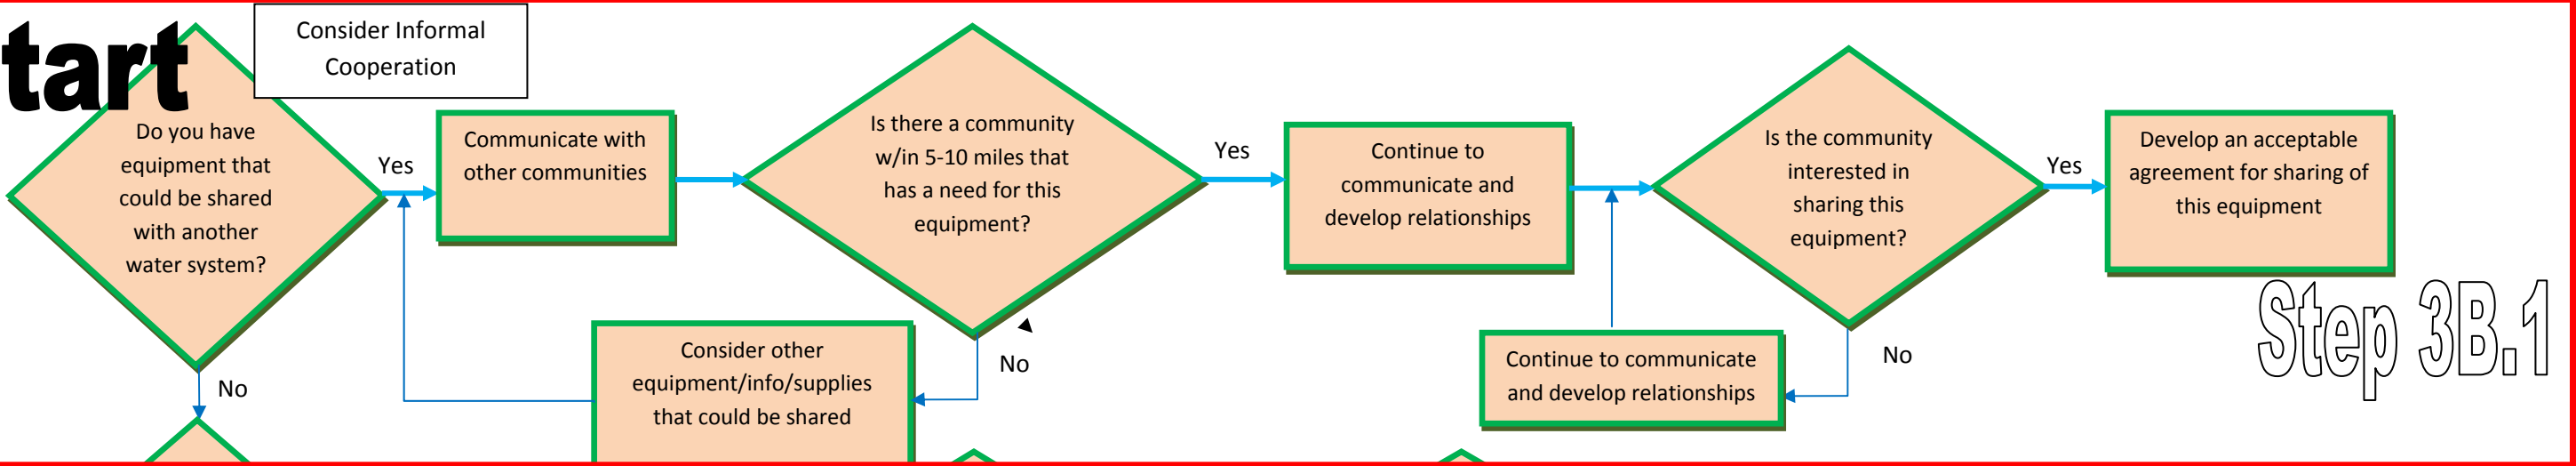 tart
Consider Informal
Cooperation
Do you have
equipment that
could be shared
with another
water system?
Yes
Communicate with
other communities
Is there a community
w/in 5-10 miles that
has a need for this
equipment?
Yes
Continue to
communicate and
develop relationships
Is the community
interested in
sharing this
equipment?
Yes
Develop an acceptable
agreement for sharing of
this equipment
No
Consider other
equipment/info/supplies
that could be shared
No
Continue to communicate
and develop relationships
No
Step 3B.1